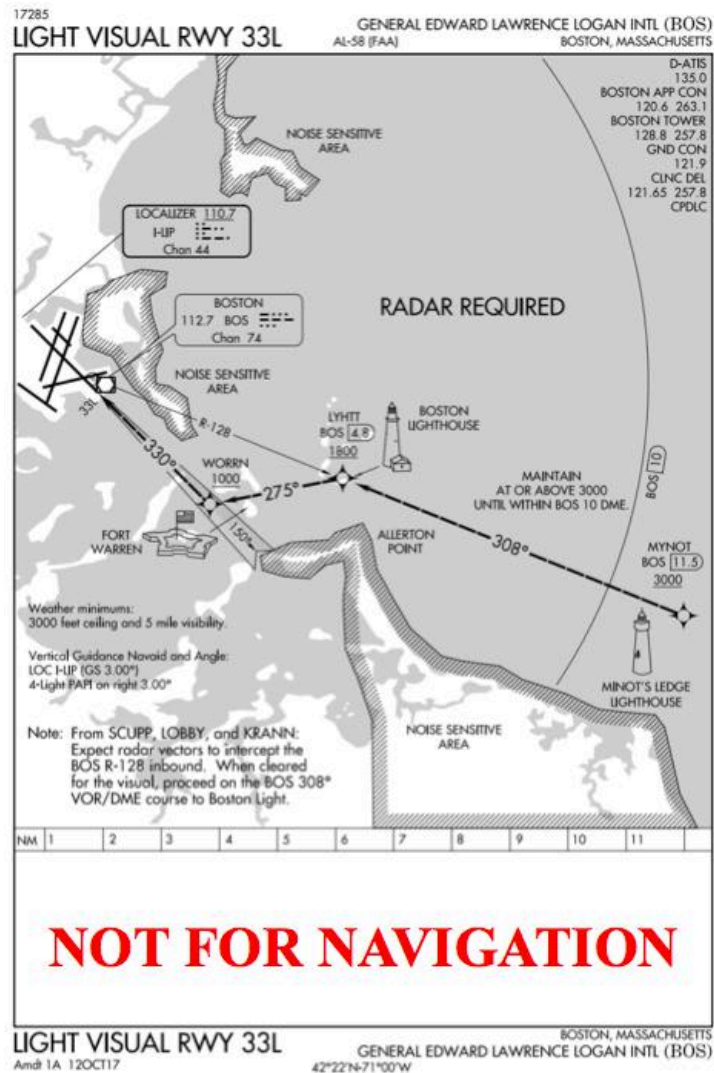 17285
LIGHT VISUAL RWY 33L
AL-58 (FAA)
GENERAL EDWARD LAWRENCE LOGAN INTL (BOS)
BOSTON, MASSACHUSETTS
D-ATIS
135.0
BOSTON APP CON
120.6 263.1
BOSTON TOWER
128.8 257.8
GND CON
121.9
CLNC DEL
121.65 257.8
CPDLC
NOISE SENSITIVE
AREA
LOCALIZER 110.7
I-LIP
Chan 44
BOSTON
112.7 BOS
Chan 74
RADAR REQUIRED
NOISE SENSITIVE
AREA
33L
R-128
LYHTT
BOS 4.8
1800
BOSTON
LIGHTHOUSE
330°
WORRN
1000
275°
BOS 10
MAINTAIN
AT OR ABOVE 3000
UNTIL WITHIN BOS 10 DME.
FORT
WARREN
150°
ALLERTON
POINT
308°
MYNOT
BOS 11.5
3000
Weather minimums:
3000 feet ceiling and 5 mile visibility.
Vertical Guidance Navaid and Angle:
LOC I-LIP (GS 3.00°)
4-Light PAPI on right 3.00°
MINOT'S LEDGE
LIGHTHOUSE
Note: From SCUPP, LOBBY, and KRANN:
Expect radar vectors to intercept the
BOS R-128 inbound. When cleared
for the visual, proceed on the BOS 308°
VOR/DME course to Boston Light.
NOISE SENSITIVE
AREA
NM 1 2 3 4 5 6 7 8 9 10 11
NOT FOR NAVIGATION
LIGHT VISUAL RWY 33L
Amdt 1A 12OCT17
42°22'N-71°00'W
BOSTON, MASSACHUSETTS
GENERAL EDWARD LAWRENCE LOGAN INTL (BOS)